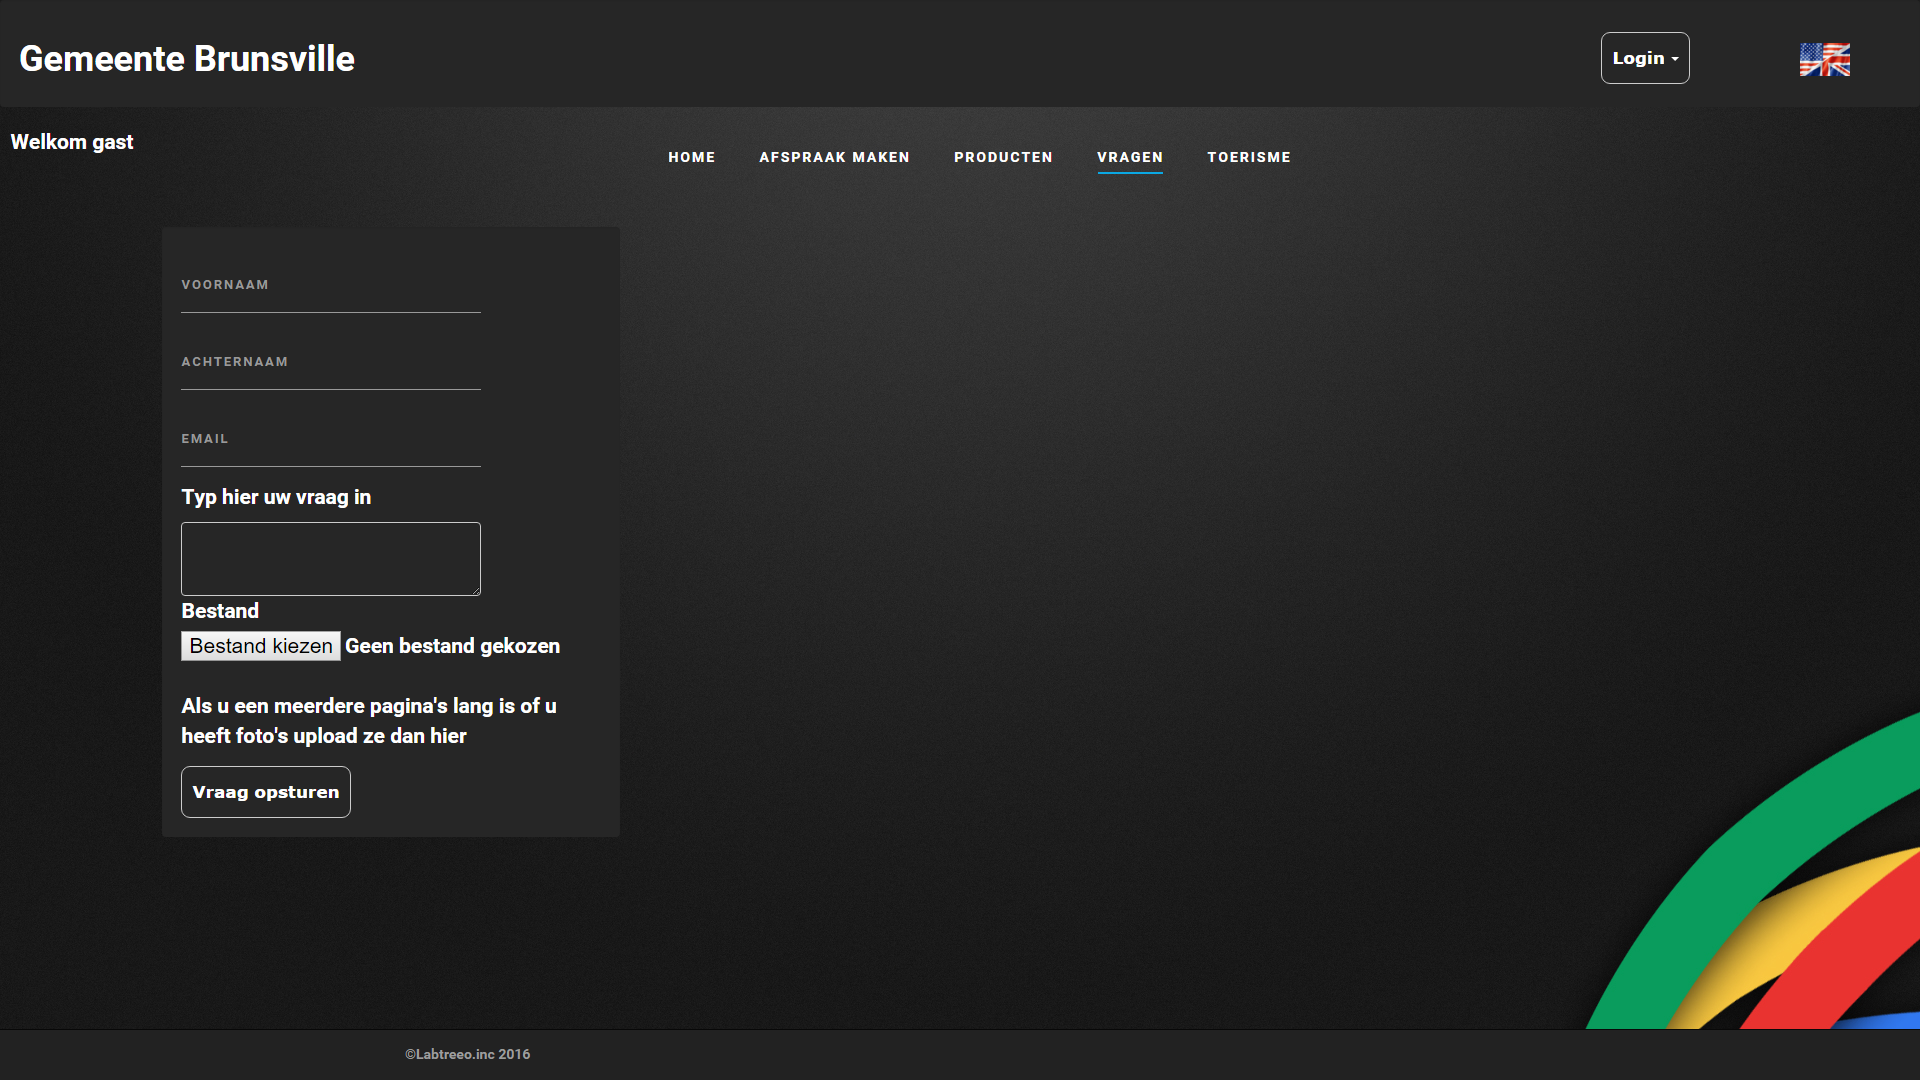 Gemeente Brunsville
Login
Welkom gast
HOME AFSPRAAK MAKEN PRODUCTEN VRAGEN TOERISME
VOORNAAM
ACHTERNAAM
EMAIL
Typ hier uw vraag in
Bestand
Bestand kiezen Geen bestand gekozen
Als u een meerdere pagina's lang is of u
heeft foto's upload ze dan hier
Vraag opsturen
©Labtreeo.inc 2016